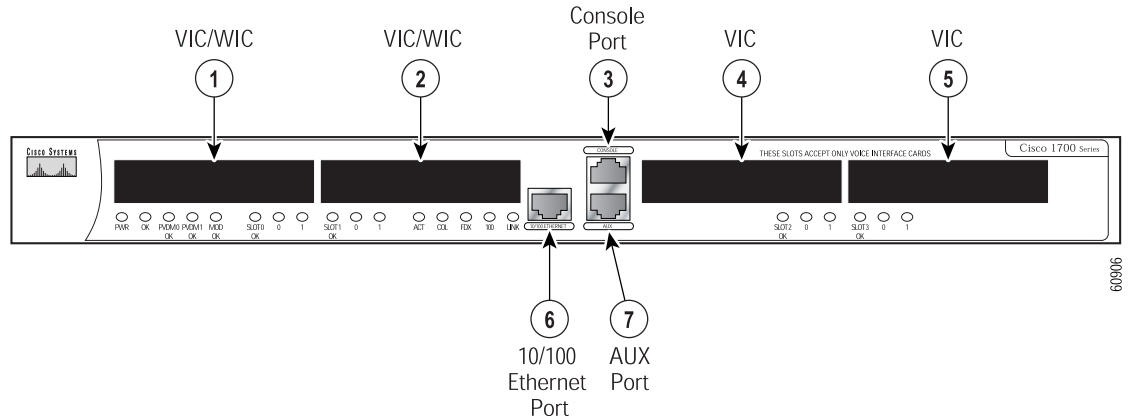 Console
Port
VIC/WIC
VIC/WIC
VIC
VIC
1
2
3
4
5
CISCO SYSTEMS
CONSOLE
THESE SLOTS ACCEPT ONLY VOICE INTERFACE CARDS
Cisco 1700 Series
PWR OK PVDM0 PVDM1 MOD SLOT0 0 1 SLOT1 0 1 ACT COL FDX 100 LINK 10/100 ETHERNET AUX SLOT2 0 1 SLOT3 0 1
OK OK OK OK OK OK OK
60906
6
7
10/100
Ethernet
Port
AUX
Port